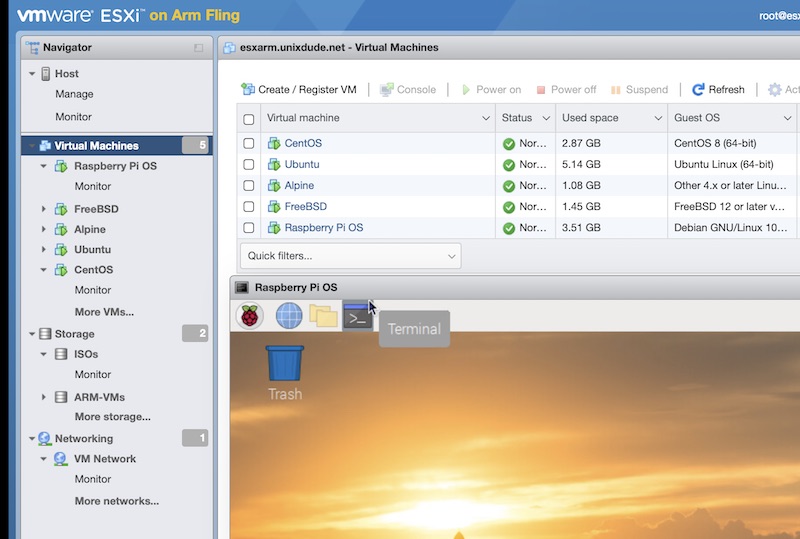 vmware ESXi™ on Arm Fling
root@esx
Navigator
Host
Manage
Monitor
Virtual Machines 5
Raspberry Pi OS
Monitor
FreeBSD
Alpine
Ubuntu
CentOS
Monitor
More VMs...
Storage 2
ISOs
Monitor
ARM-VMs
More storage...
Networking 1
VM Network
Monitor
More networks...
esxarm.unixdude.net - Virtual Machines
Create / Register VM | Console | Power on Power off Suspend | Refresh | Act
Virtual machine Status Used space Guest OS
CentOS Nor... 2.87 GB CentOS 8 (64-bit)
Ubuntu Nor... 5.14 GB Ubuntu Linux (64-bit)
Alpine Nor... 1.08 GB Other 4.x or later Linu...
FreeBSD Nor... 1.45 GB FreeBSD 12 or later v...
Raspberry Pi OS Nor... 3.51 GB Debian GNU/Linux 10...
Quick filters...
Raspberry Pi OS
>_
Terminal
Trash